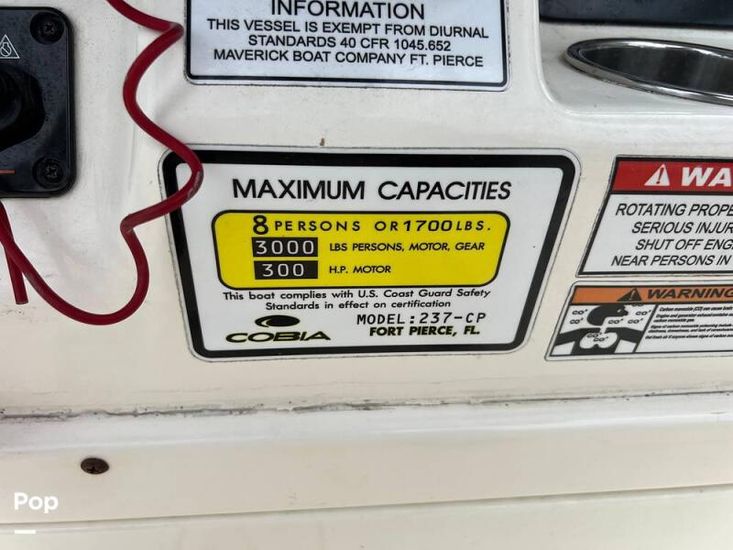 INFORMATION
THIS VESSEL IS EXEMPT FROM DIURNAL
STANDARDS 40 CFR 1045.652
MAVERICK BOAT COMPANY FT. PIERCE
MAXIMUM CAPACITIES
8 PERSONS OR 1700 LBS.
3000 LBS PERSONS, MOTOR, GEAR
300 H.P. MOTOR
This boat complies with U.S. Coast Guard Safety
Standards in effect on certification
MODEL: 237-CP
COBIA FORT PIERCE, FL.
WA
ROTATING PROPE
SERIOUS INJUR
SHUT OFF ENG
NEAR PERSONS IN
WARNING
Pop